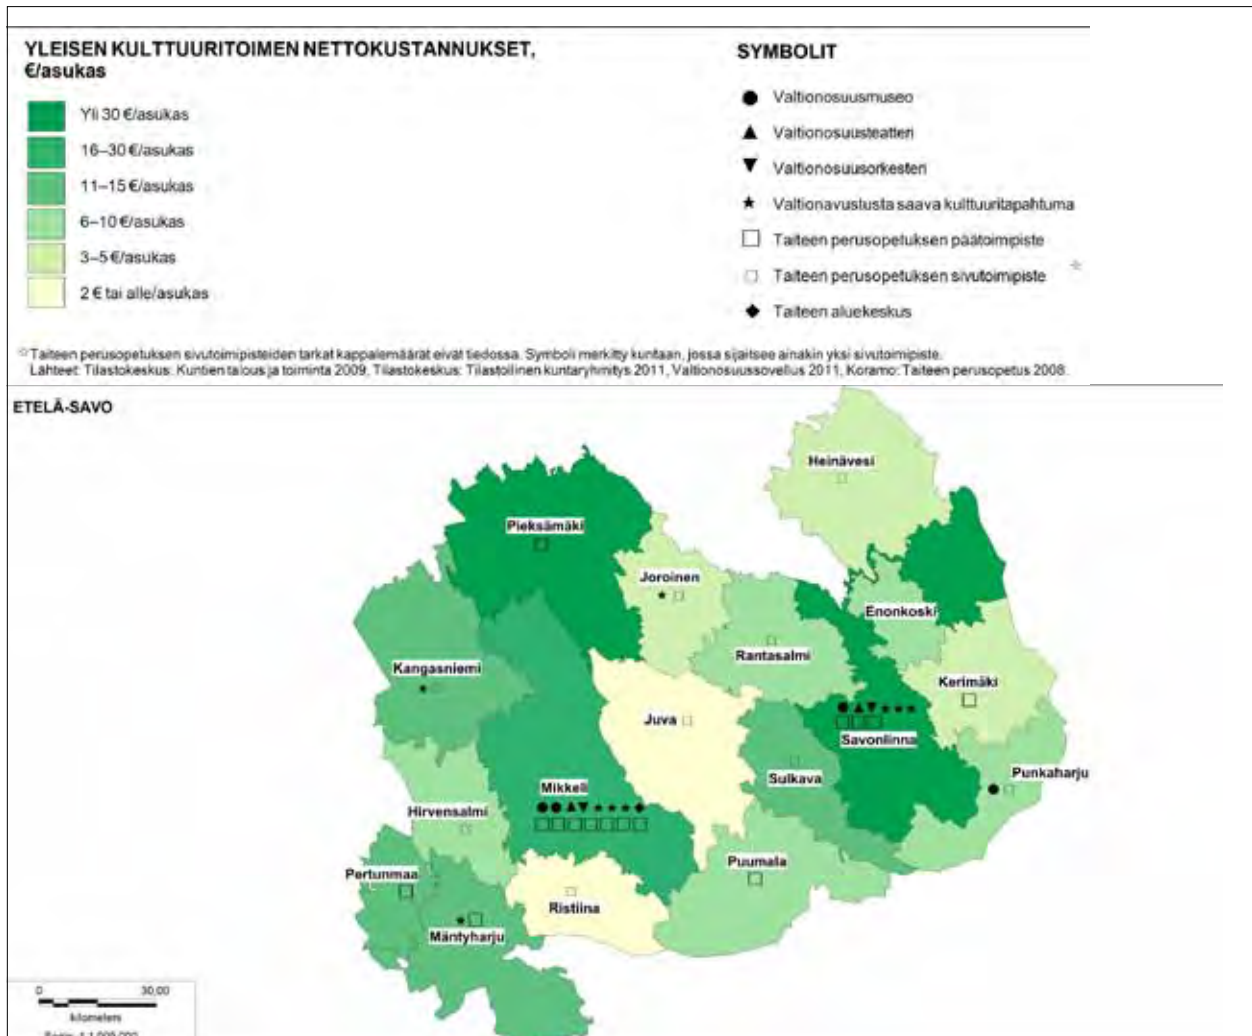 YLEISEN KULTTUURITOIMEN NETTOKUSTANNUKSET,
€/asukas
Yli 30 €/asukas
16–30 €/asukas
11–15 €/asukas
6–10 €/asukas
3–5 €/asukas
2 € tai alle/asukas
SYMBOLIT
Valtionosuusmuseo
Valtionosuusteatteri
Valtionosuusorkesteri
Valtionavustusta saava kulttuuritapahtuma
Taiteen perusopetuksen päätoimipiste
Taiteen perusopetuksen sivutoimipiste
Taiteen aluekeskus
Taiteen perusopetuksen sivutoimipisteiden tarkat kappalemäärät eivät tiedossa. Symboli merkitty kuntaan, jossa sijaitsee ainakin yksi sivutoimipiste.
Lähteet: Tilastokeskus: Kuntien talous ja toiminta 2009, Tilastokeskus: Tilastollinen kuntaryhmitys 2011, Valtionosuussovellus 2011, Koramo: Taiteen perusopetus 2008.
ETELÄ-SAVO
Heinävesi
Pieksämäki
Joroinen
Enonkoski
Rantasalmi
Kangasniemi
Kerimäki
Juva
Savonlinna
Sulkava
Punkaharju
Mikkeli
Hirvensalmi
Puumala
Pertunmaa
Ristiina
Mäntyharju
0 30,00
kilometers